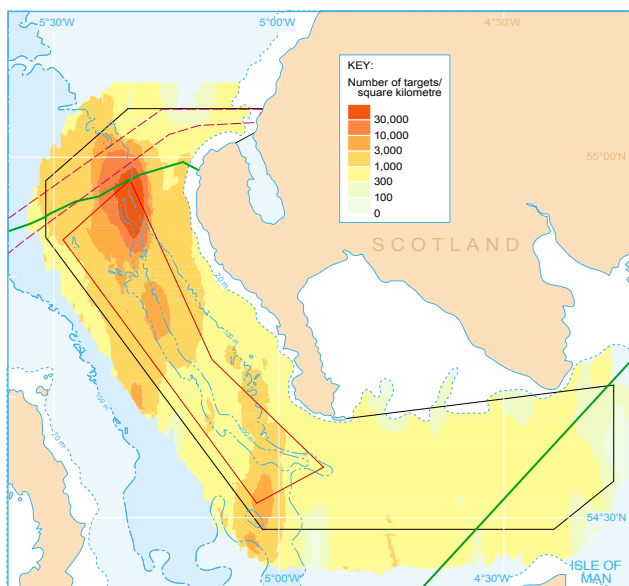 5°30'W
5°00'W
4°30'W
KEY:
Number of targets/
square kilometre
30,000
10,000
3,000
1,000
300
100
0
55°00'N
SCOTLAND
20 m
100 m
100 m
20 m
200 m
54°30'N
5°00'W
4°30'W
ISLE OF
MAN